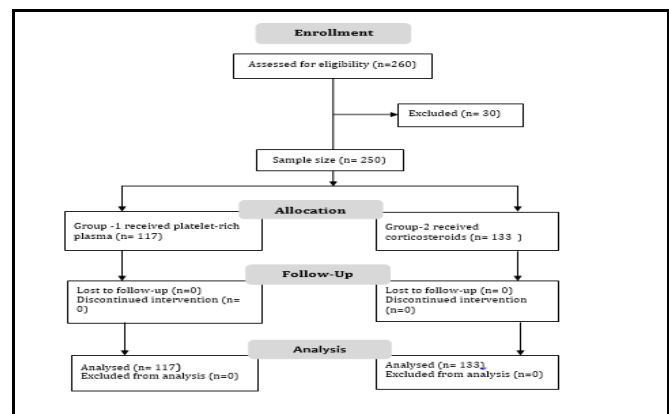 Enrollment
Assessed for eligibility (n=260)
Excluded (n= 30)
Sample size (n= 250)
Allocation
Group -1 received platelet-rich
plasma (n= 117)
Group-2 received
corticosteroids (n= 133 )
Follow-Up
Lost to follow-up (n=0)
Discontinued intervention (n=
0)
Lost to follow-up (n= 0)
Discontinued intervention
(n=0)
Analysis
Analysed (n= 117)
Excluded from analysis (n=0)
Analysed (n= 133)
Excluded from analysis (n=0)